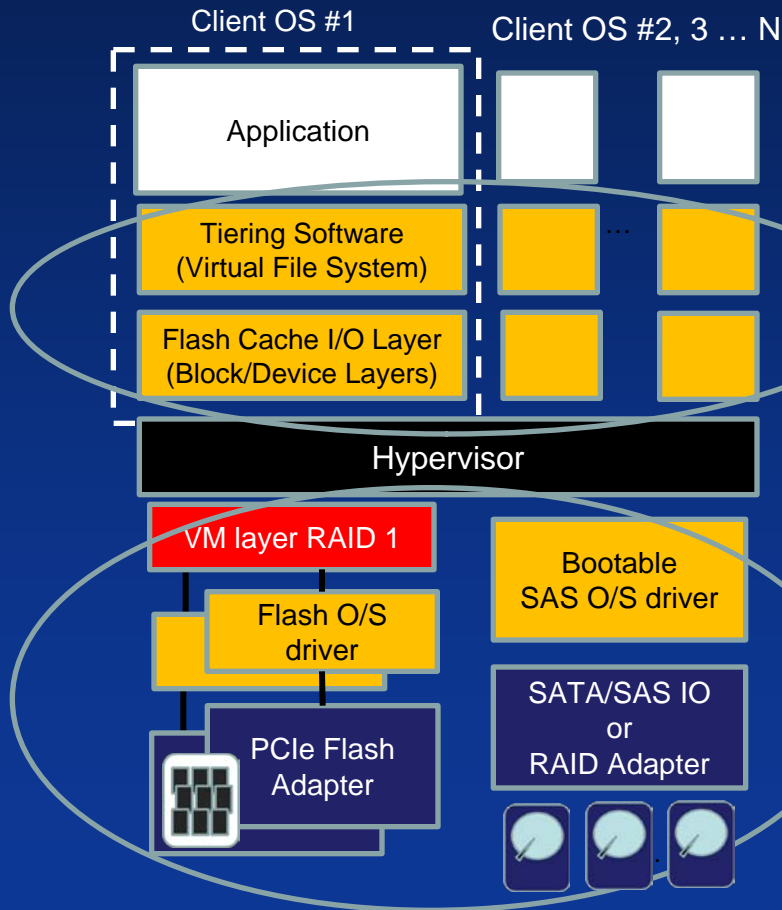 Client OS #1
Client OS #2, 3 … N
Application
Tiering Software
(Virtual File System)
…
Flash Cache I/O Layer
(Block/Device Layers)
Hypervisor
VM layer RAID 1
Bootable
SAS O/S driver
Flash O/S
driver
SATA/SAS IO
or
RAID Adapter
PCIe Flash
Adapter